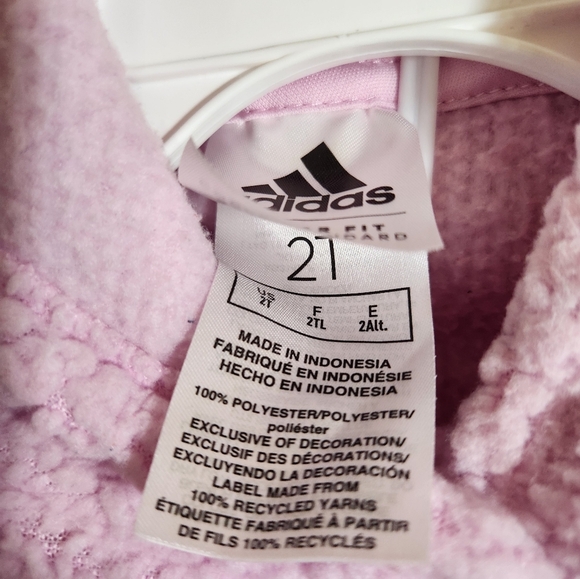 adidas
FIT
2T
US F E
2T 2TL 2Alt.
MADE IN INDONESIA
FABRIQUÉ EN INDONÉSIE
HECHO EN INDONESIA
100% POLYESTER/POLYESTER/
poliéster
EXCLUSIVE OF DECORATION/
EXCLUSIF DES DÉCORATIONS/
EXCLUYENDO LA DECORACIÓN
LABEL MADE FROM
100% RECYCLED YARNS
ÉTIQUETTE FABRIQUÉ À PARTIR
DE FILS 100% RECYCLÉS